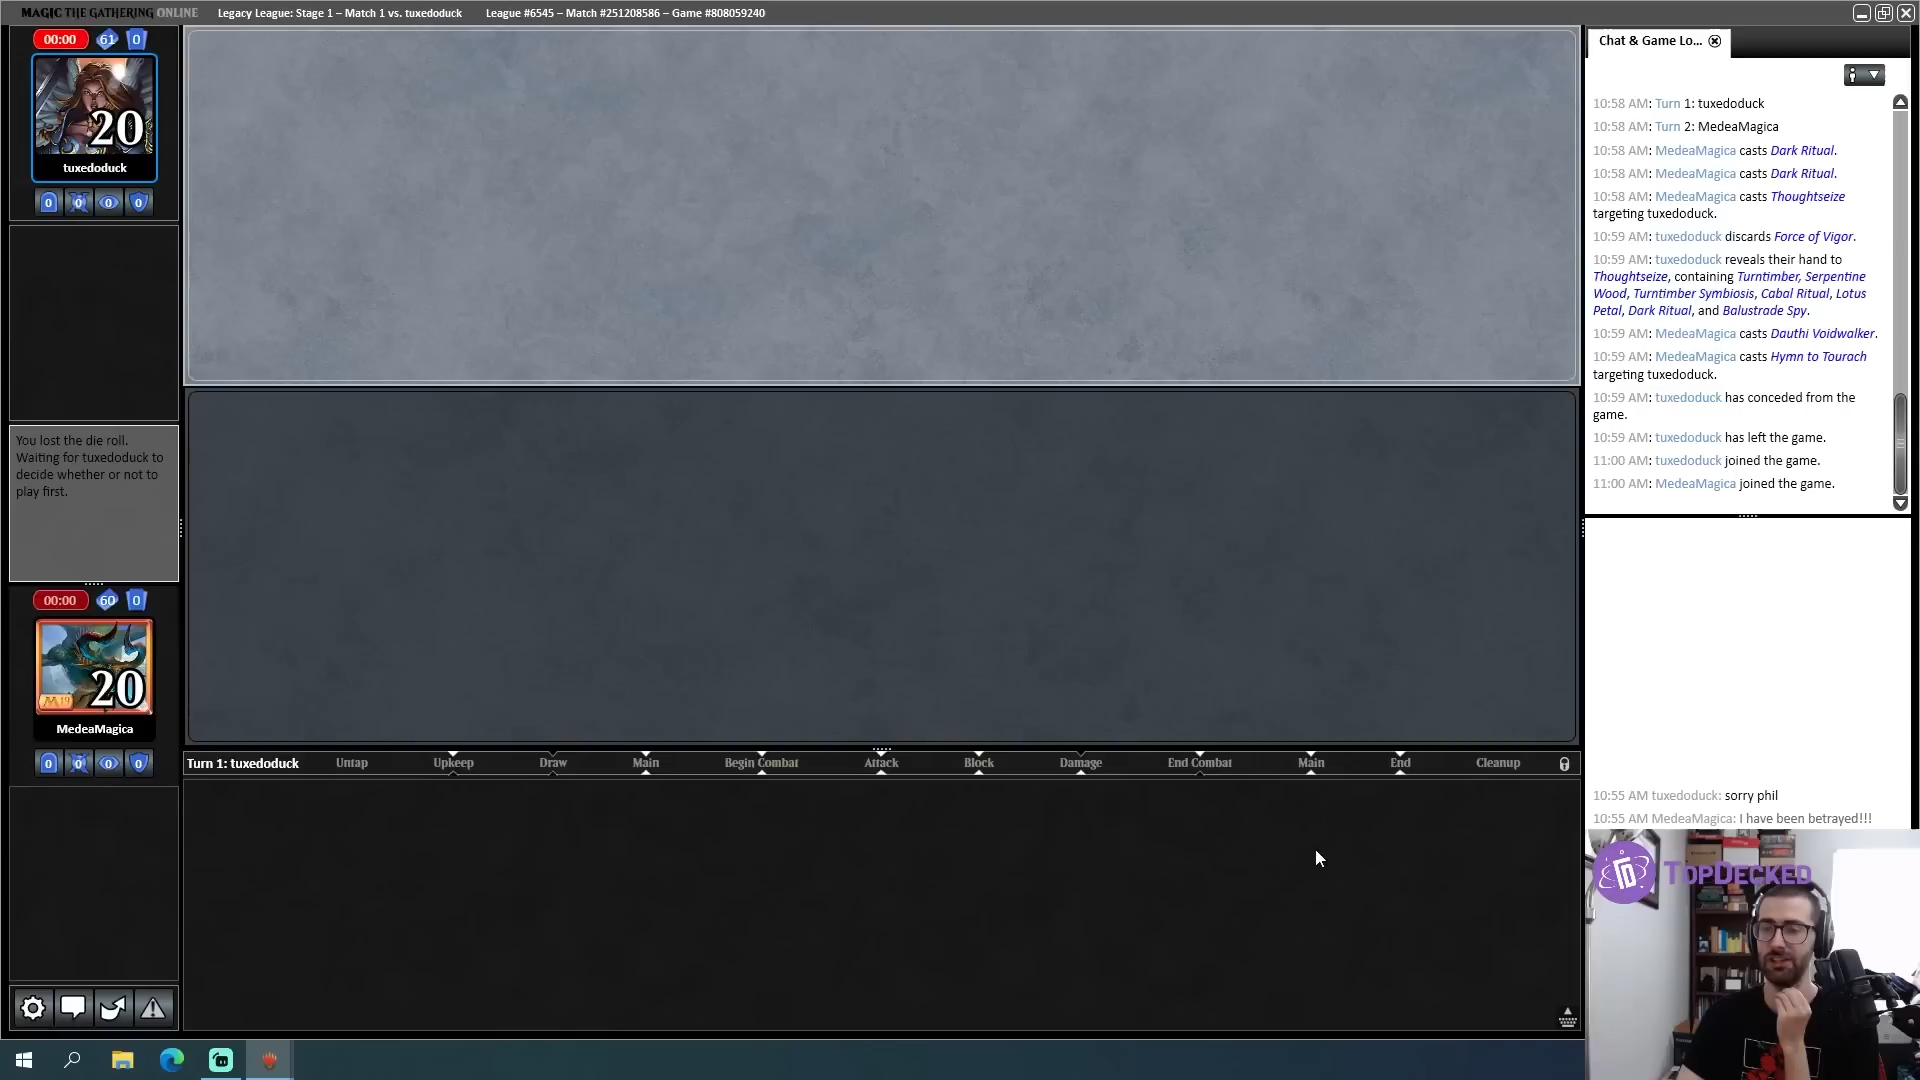 MAGIC THE GATHERING ONLINE
Legacy League: Stage 1 – Match 1 vs. tuxedoduck
League #6545 – Match #251208586 – Game #808059240
00:00 61 0
20
tuxedoduck
0 0 0 0
You lost the die roll.
Waiting for tuxedoduck to
decide whether or not to
play first.
00:00 60 0
M19
20
MedeaMagica
0 0 0 0
Turn 1: tuxedoduck Untap Upkeep Draw Main Begin Combat Attack Block Damage End Combat Main End Cleanup
Chat & Game Lo...
10:58 AM: Turn 1: tuxedoduck
10:58 AM: Turn 2: MedeaMagica
10:58 AM: MedeaMagica casts Dark Ritual.
10:58 AM: MedeaMagica casts Dark Ritual.
10:58 AM: MedeaMagica casts Thoughtseize
targeting tuxedoduck.
10:59 AM: tuxedoduck discards Force of Vigor.
10:59 AM: tuxedoduck reveals their hand to
Thoughtseize, containing Turntimber, Serpentine
Wood, Turntimber Symbiosis, Cabal Ritual, Lotus
Petal, Dark Ritual, and Balustrade Spy.
10:59 AM: MedeaMagica casts Dauthi Voidwalker.
10:59 AM: MedeaMagica casts Hymn to Tourach
targeting tuxedoduck.
10:59 AM: tuxedoduck has conceded from the
game.
10:59 AM: tuxedoduck has left the game.
11:00 AM: tuxedoduck joined the game.
11:00 AM: MedeaMagica joined the game.
10:55 AM tuxedoduck: sorry phil
10:55 AM MedeaMagica: I have been betrayed!!!
TopDecked